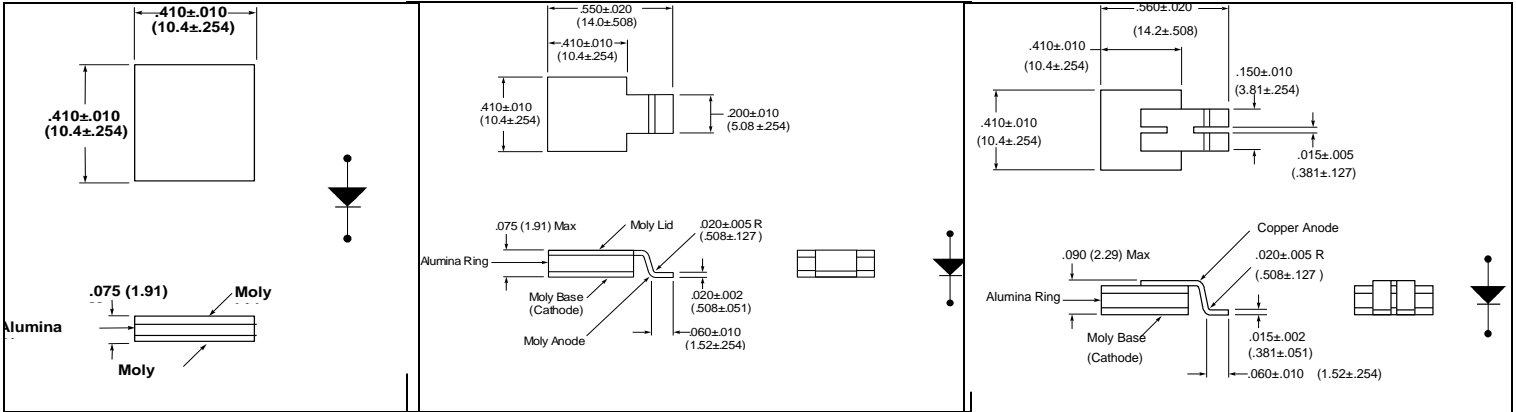 .410±.010
(10.4±.254)
.410±.010
(10.4±.254)
.075 (1.91)
Moly
Alumina
Moly
.550±.020
(14.0±.508)
.410±.010
(10.4±.254)
.410±.010
(10.4±.254)
.200±.010
(5.08±.254)
.075 (1.91) Max
Moly Lid
.020±.005 R
(.508±.127)
Alumina Ring
Moly Base
(Cathode)
.020±.002
(.508±.051)
Moly Anode
.060±.010
(1.52±.254)
.560±.020
(14.2±.508)
.410±.010
(10.4±.254)
.150±.010
(3.81±.254)
.410±.010
(10.4±.254)
.015±.005
(.381±.127)
Copper Anode
.090 (2.29) Max
.020±.005 R
(.508±.127 )
Alumina Ring
Moly Base
(Cathode)
.015±.002
(.381±.051)
.060±.010 (1.52±.254)